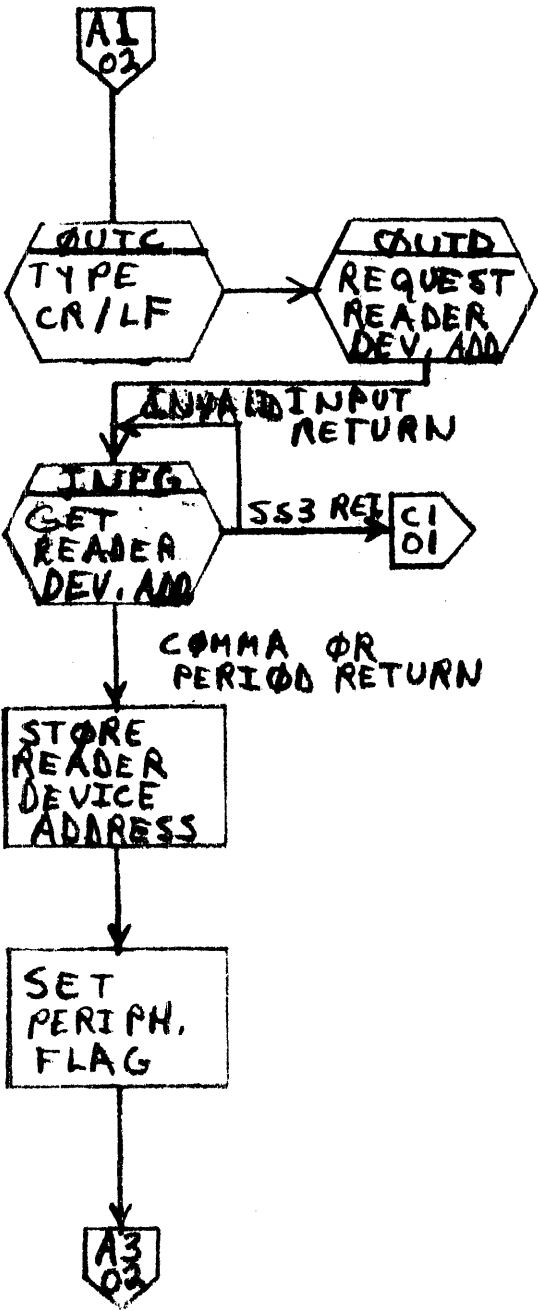 A1
02
ØUTC
TYPE
CR/LF
ØUTD
REQUEST
READER
DEV. ADD
INVALID INPUT
RETURN
INPG
GET
READER
DEV. ADD
SS3 RET
C1
01
CØMMA ØR
PERIØD RETURN
STØRE
READER
DEVICE
ADDRESS
SET
PERIPH.
FLAG
A3
02